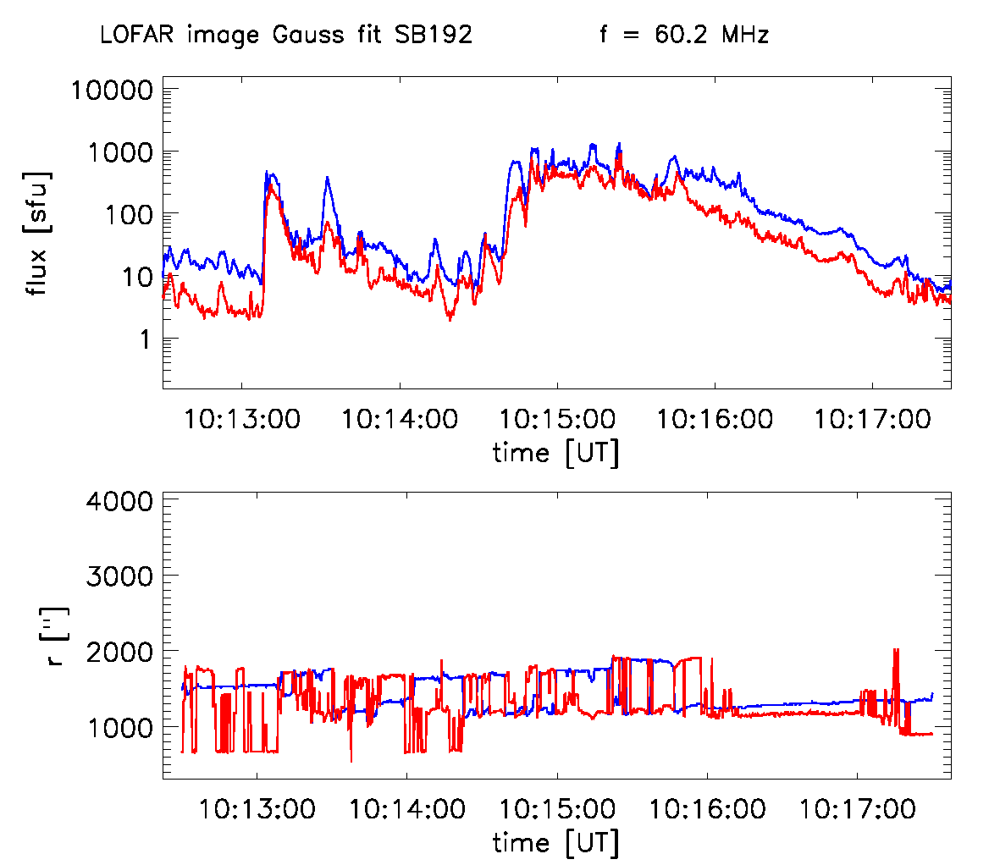 LOFAR image Gauss fit SB192 f = 60.2 MHz
10000
1000
100
10
1
flux [sfu]
10:13:00 10:14:00 10:15:00 10:16:00 10:17:00
time [UT]
4000
3000
2000
1000
r ["]
10:13:00 10:14:00 10:15:00 10:16:00 10:17:00
time [UT]